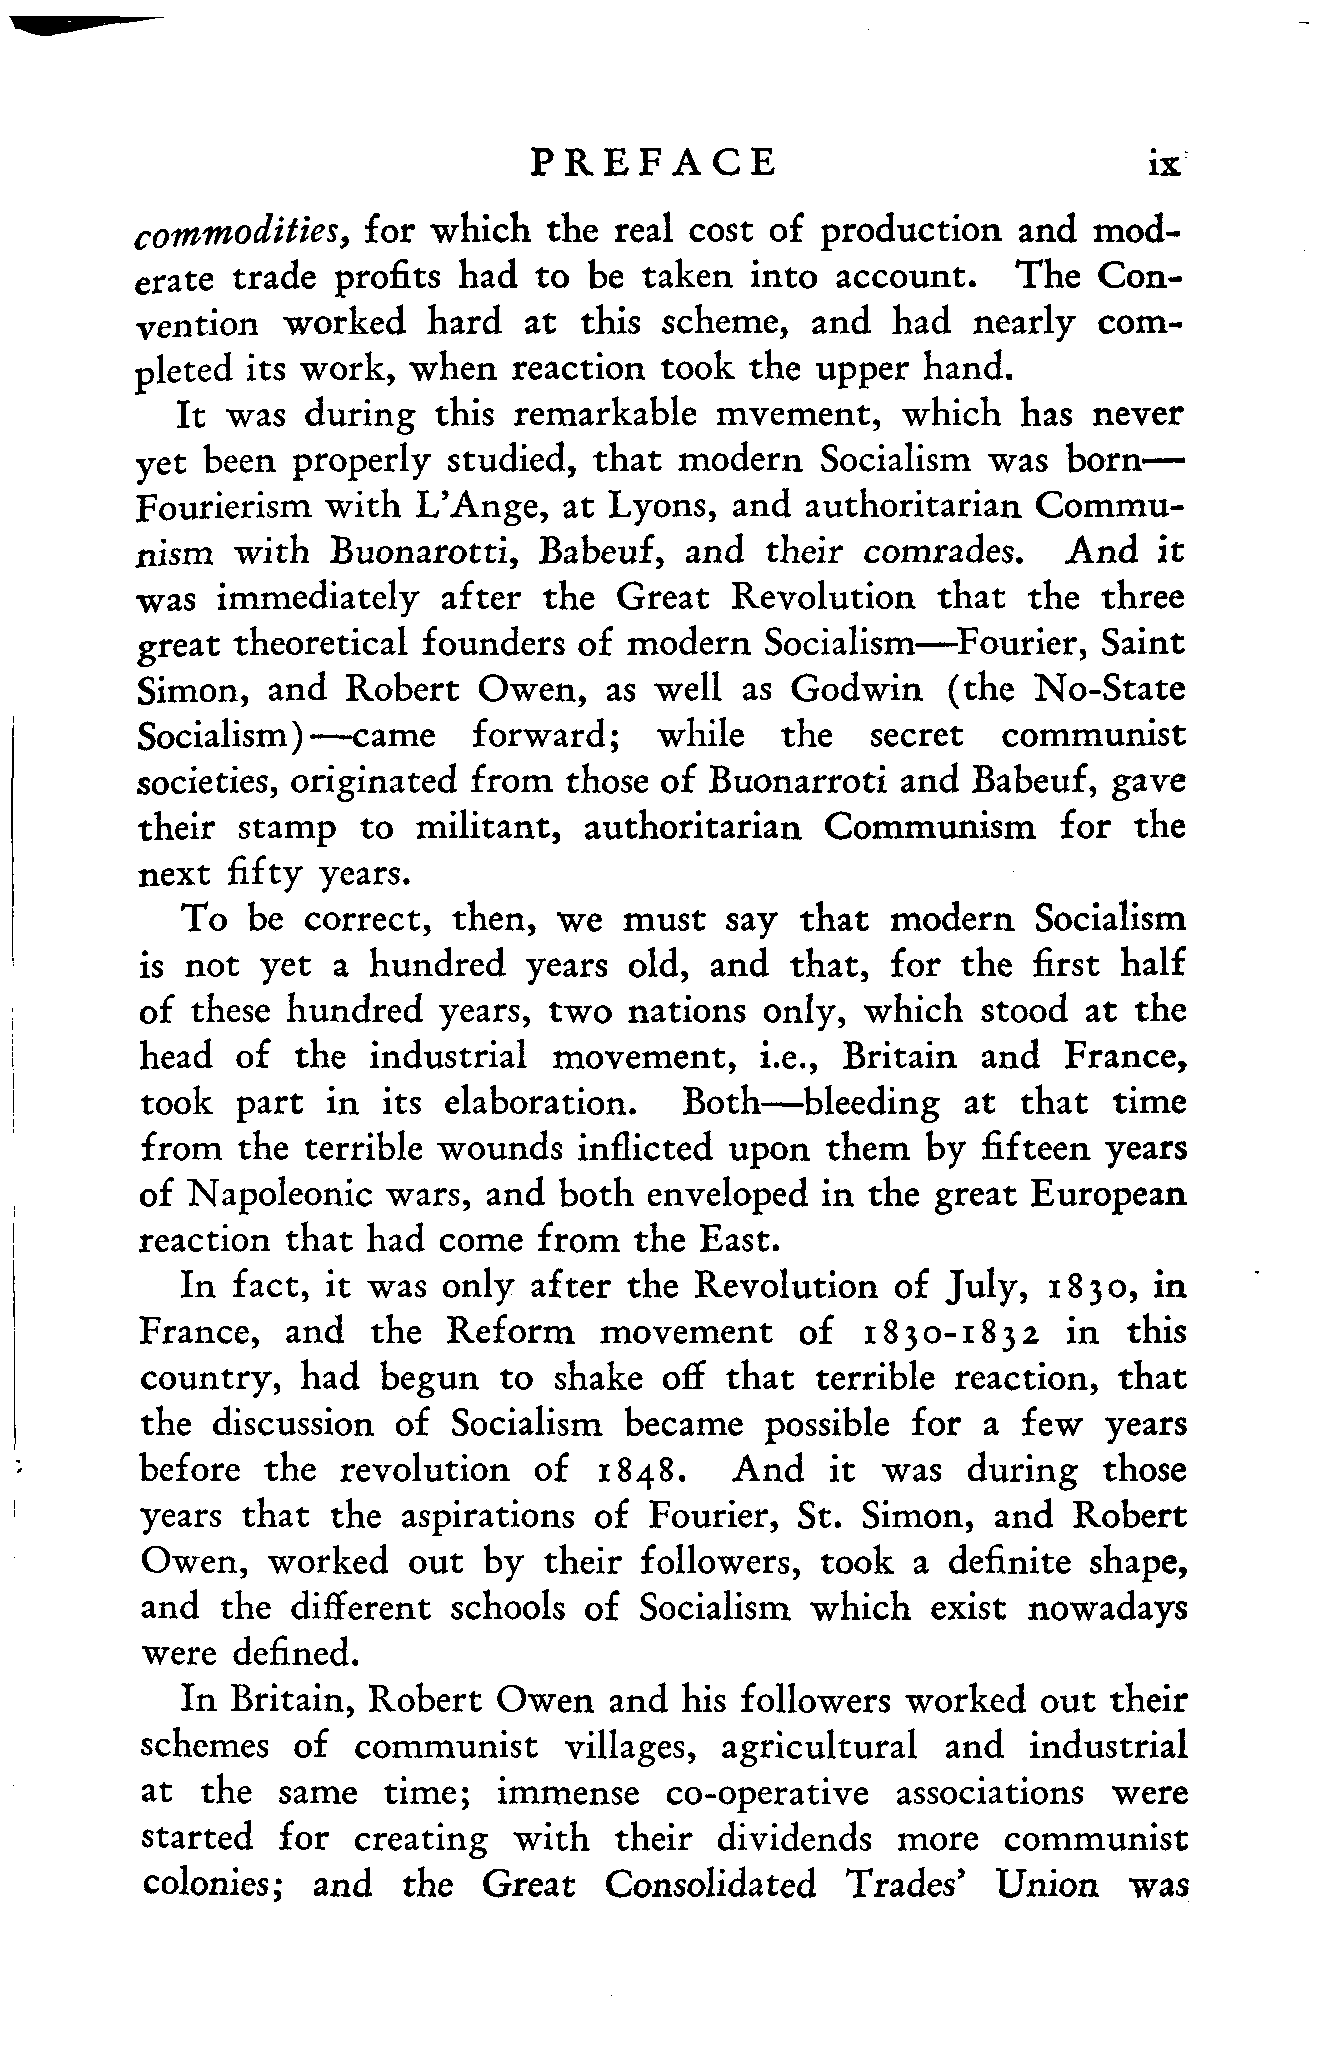 PREFACE ix
commodities, for which the real cost of production and mod-
erate trade profits had to be taken into account. The Con-
vention worked hard at this scheme, and had nearly com-
pleted its work, when reaction took the upper hand.
It was during this remarkable mvement, which has never
yet been properly studied, that modern Socialism was born—
Fourierism with L'Ange, at Lyons, and authoritarian Commu-
nism with Buonarotti, Babeuf, and their comrades. And it
was immediately after the Great Revolution that the three
great theoretical founders of modern Socialism—Fourier, Saint
Simon, and Robert Owen, as well as Godwin (the No-State
Socialism)—came forward; while the secret communist
societies, originated from those of Buonarroti and Babeuf, gave
their stamp to militant, authoritarian Communism for the
next fifty years.
To be correct, then, we must say that modern Socialism
is not yet a hundred years old, and that, for the first half
of these hundred years, two nations only, which stood at the
head of the industrial movement, i.e., Britain and France,
took part in its elaboration. Both—bleeding at that time
from the terrible wounds inflicted upon them by fifteen years
of Napoleonic wars, and both enveloped in the great European
reaction that had come from the East.
In fact, it was only after the Revolution of July, 1830, in
France, and the Reform movement of 1830-1832 in this
country, had begun to shake off that terrible reaction, that
the discussion of Socialism became possible for a few years
before the revolution of 1848. And it was during those
years that the aspirations of Fourier, St. Simon, and Robert
Owen, worked out by their followers, took a definite shape,
and the different schools of Socialism which exist nowadays
were defined.
In Britain, Robert Owen and his followers worked out their
schemes of communist villages, agricultural and industrial
at the same time; immense co-operative associations were
started for creating with their dividends more communist
colonies; and the Great Consolidated Trades' Union was